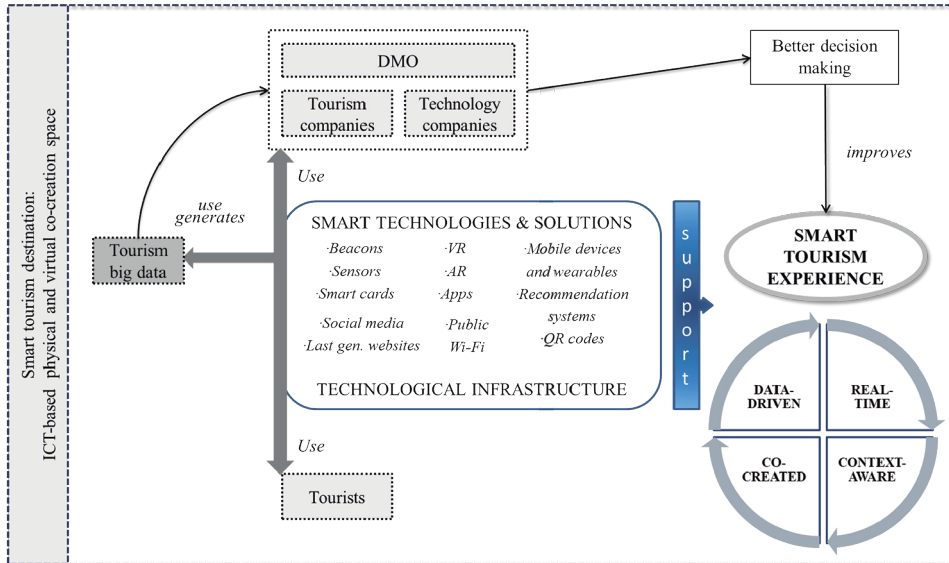 Smart tourism destination:
ICT-based physical and virtual co-creation space
DMO
Tourism
companies
Technology
companies
Better decision
making
improves
Use
use
generates
Tourism
big data
SMART TECHNOLOGIES & SOLUTIONS
·Beacons
·Sensors
·Smart cards
·Social media
·Last gen. websites
·VR
·AR
·Apps
·Public
Wi-Fi
·Mobile devices
and wearables
·Recommendation
systems
·QR codes
TECHNOLOGICAL INFRASTRUCTURE
support
SMART
TOURISM
EXPERIENCE
DATA-
DRIVEN
REAL-
TIME
CO-
CREATED
CONTEXT-
AWARE
Use
Tourists